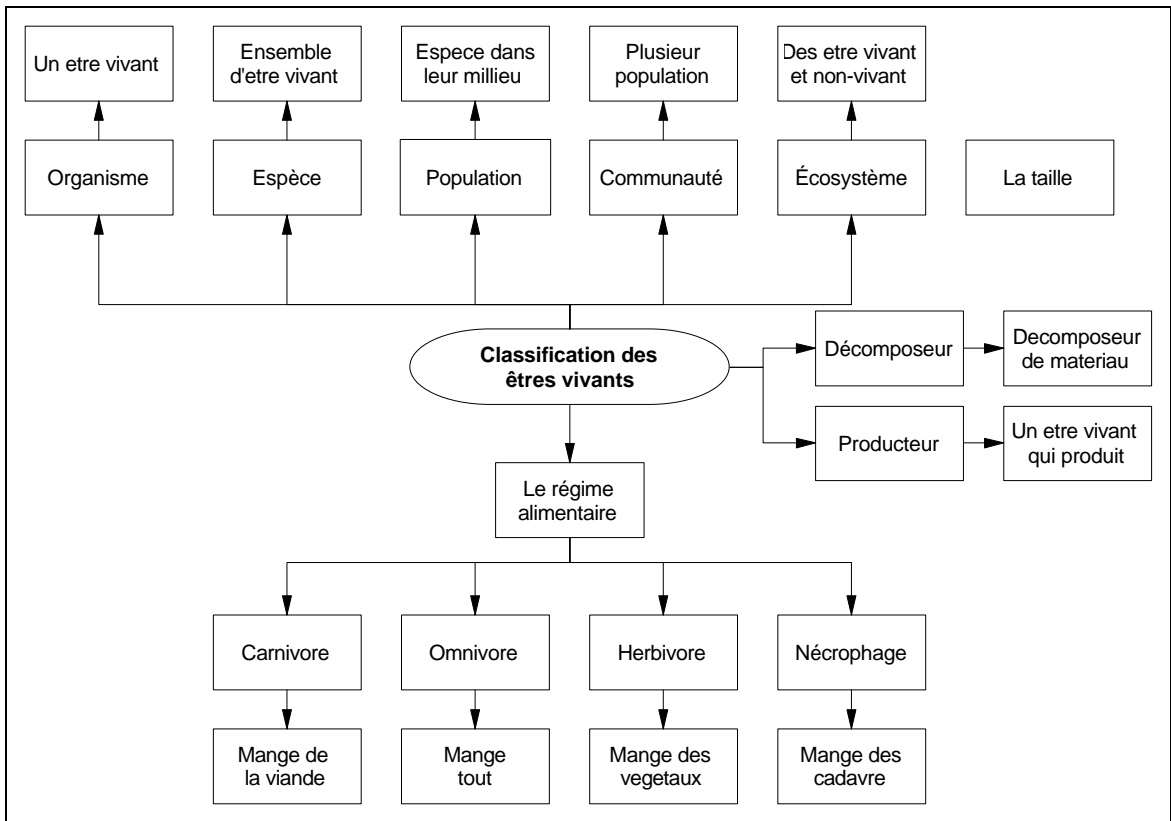 Un etre vivant
Ensemble
d'etre vivant
Espece dans
leur millieu
Plusieur
population
Des etre vivant
et non-vivant
Organisme
Espèce
Population
Communauté
Écosystème
La taille
Classification des
êtres vivants
Décomposeur
Decomposeur
de materiau
Producteur
Un etre vivant
qui produit
Le régime
alimentaire
Carnivore
Omnivore
Herbivore
Nécrophage
Mange de
la viande
Mange
tout
Mange des
vegetaux
Mange des
cadavre